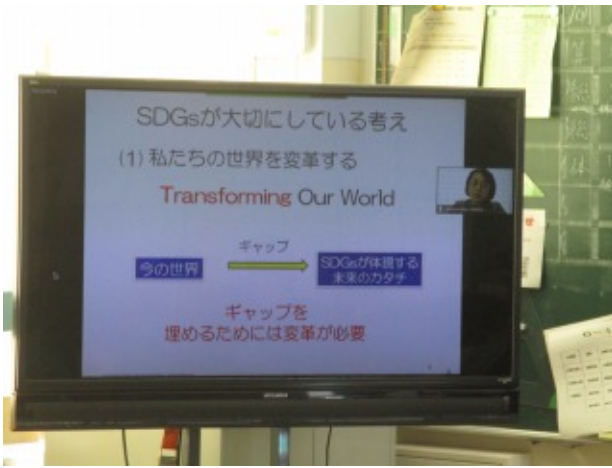 SDGsが大切にしている考え
(1) 私たちの世界を変革する
Transforming Our World
ギャップ
今の世界
SDGsが体現する
未来のカタチ
ギャップを
埋めるためには変革が必要